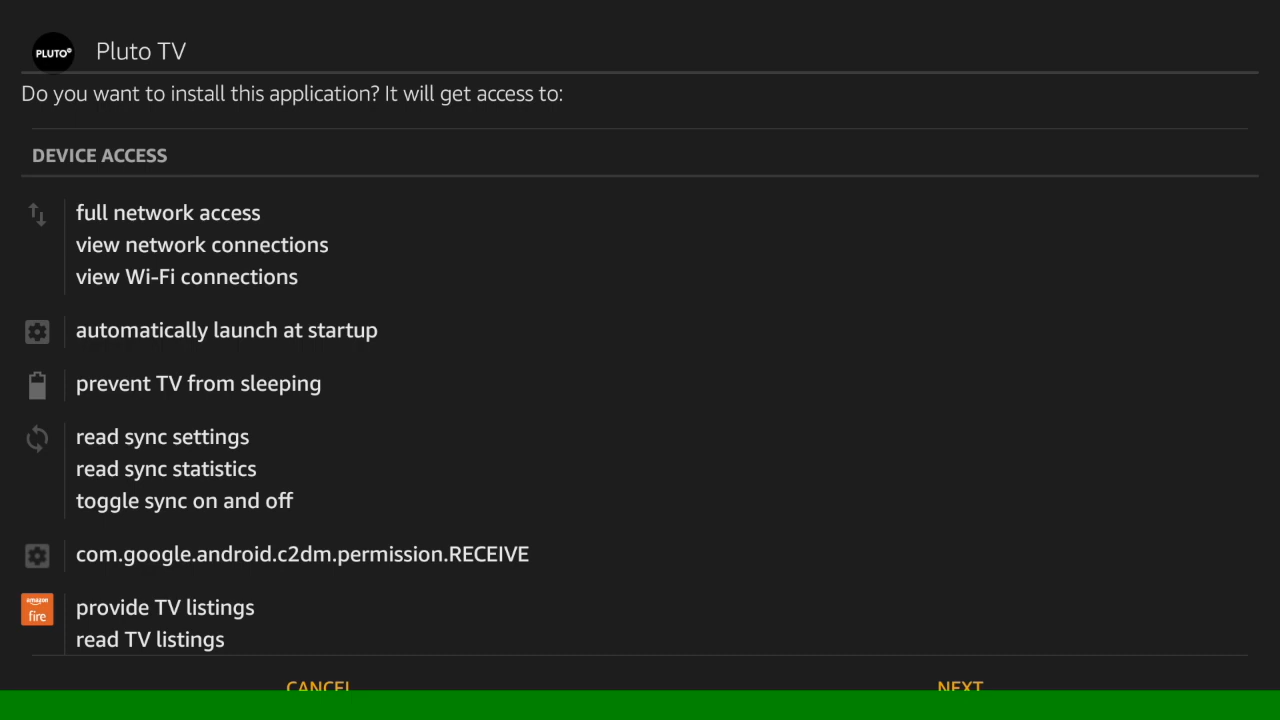 PLUTO
Pluto TV
Do you want to install this application? It will get access to:
DEVICE ACCESS
full network access
view network connections
view Wi-Fi connections
automatically launch at startup
prevent TV from sleeping
read sync settings
read sync statistics
toggle sync on and off
com.google.android.c2dm.permission.RECEIVE
amazon
fire
provide TV listings
read TV listings
CANCEL
NEXT